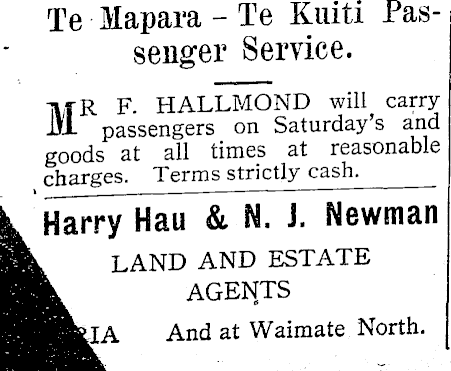 Te Mapara – Te Kuiti Pas-
senger Service.
MR F. HALLMOND will carry
passengers on Saturday's and
goods at all times at reasonable
charges. Terms strictly cash.
Harry Hau & N. J. Newman
LAND AND ESTATE
AGENTS
And at Waimate North.